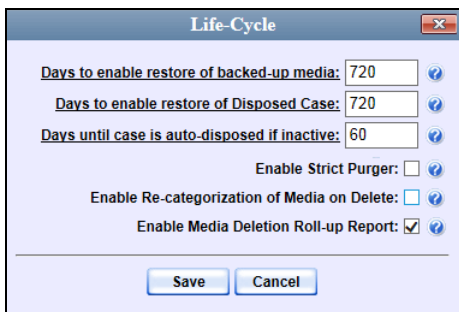 Life-Cycle
Days to enable restore of backed-up media: 720
Days to enable restore of Disposed Case: 720
Days until case is auto-disposed if inactive: 60
Enable Strict Purger:
Enable Re-categorization of Media on Delete:
Enable Media Deletion Roll-up Report:
Save Cancel